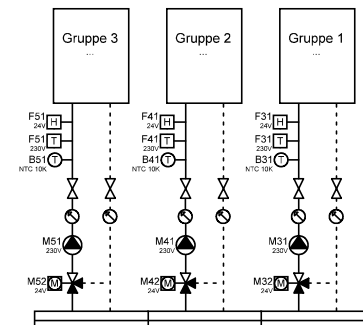 Gruppe 3
...
Gruppe 2
...
Gruppe 1
...
F51 H
24V
F41 H
24V
F31 H
24V
F51 T
230V
F41 T
230V
F31 T
230V
B51 T
NTC 10K
B41 T
NTC 10K
B31 T
NTC 10K
M51
230V
M41
230V
M31
230V
M52 M
24V
M42 M
24V
M32 M
24V